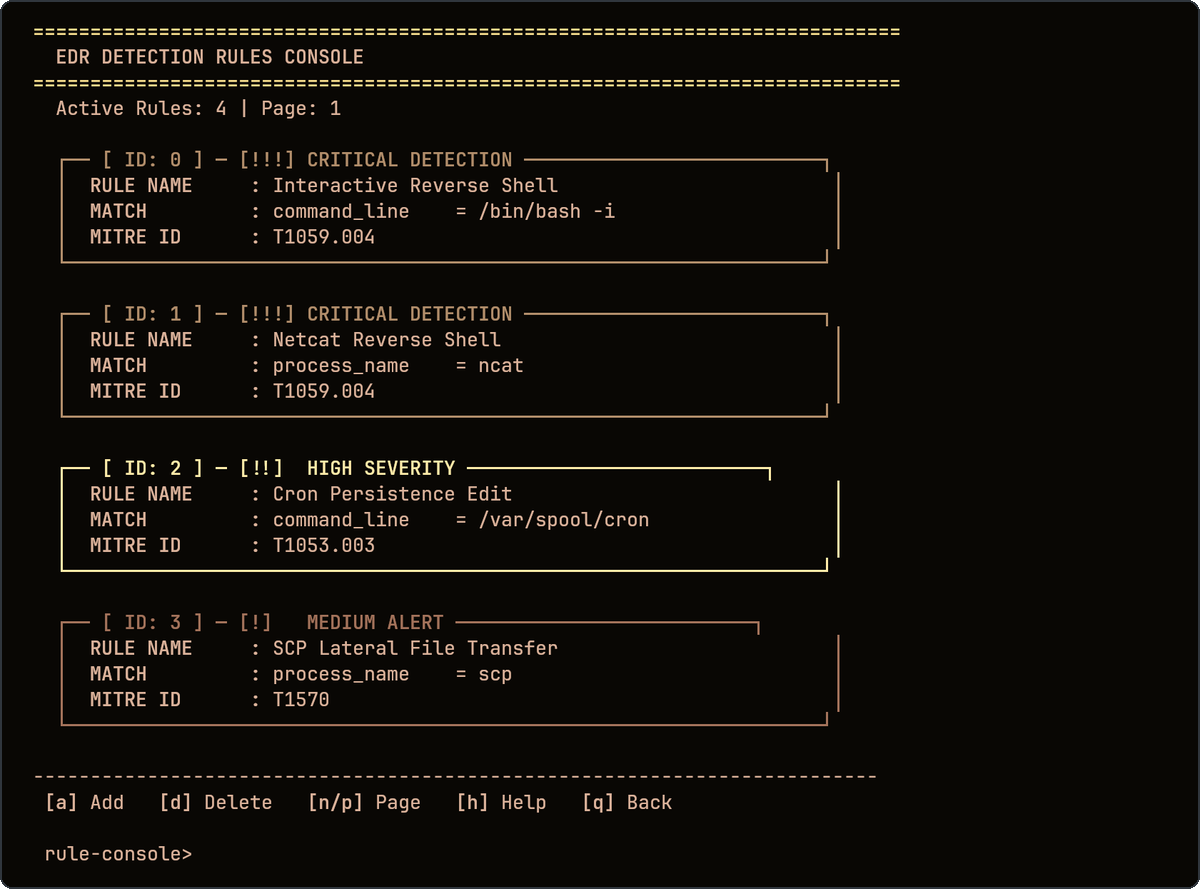 ============================================================================
EDR DETECTION RULES CONSOLE
============================================================================
Active Rules: 4 | Page: 1
[ ID: 0 ] — [!!!] CRITICAL DETECTION
RULE NAME : Interactive Reverse Shell
MATCH : command_line = /bin/bash -i
MITRE ID : T1059.004
[ ID: 1 ] — [!!!] CRITICAL DETECTION
RULE NAME : Netcat Reverse Shell
MATCH : process_name = ncat
MITRE ID : T1059.004
[ ID: 2 ] — [!!] HIGH SEVERITY
RULE NAME : Cron Persistence Edit
MATCH : command_line = /var/spool/cron
MITRE ID : T1053.003
[ ID: 3 ] — [!] MEDIUM ALERT
RULE NAME : SCP Lateral File Transfer
MATCH : process_name = scp
MITRE ID : T1570
--------------------------------------------------------------------------
[a] Add [d] Delete [n/p] Page [h] Help [q] Back
rule-console>